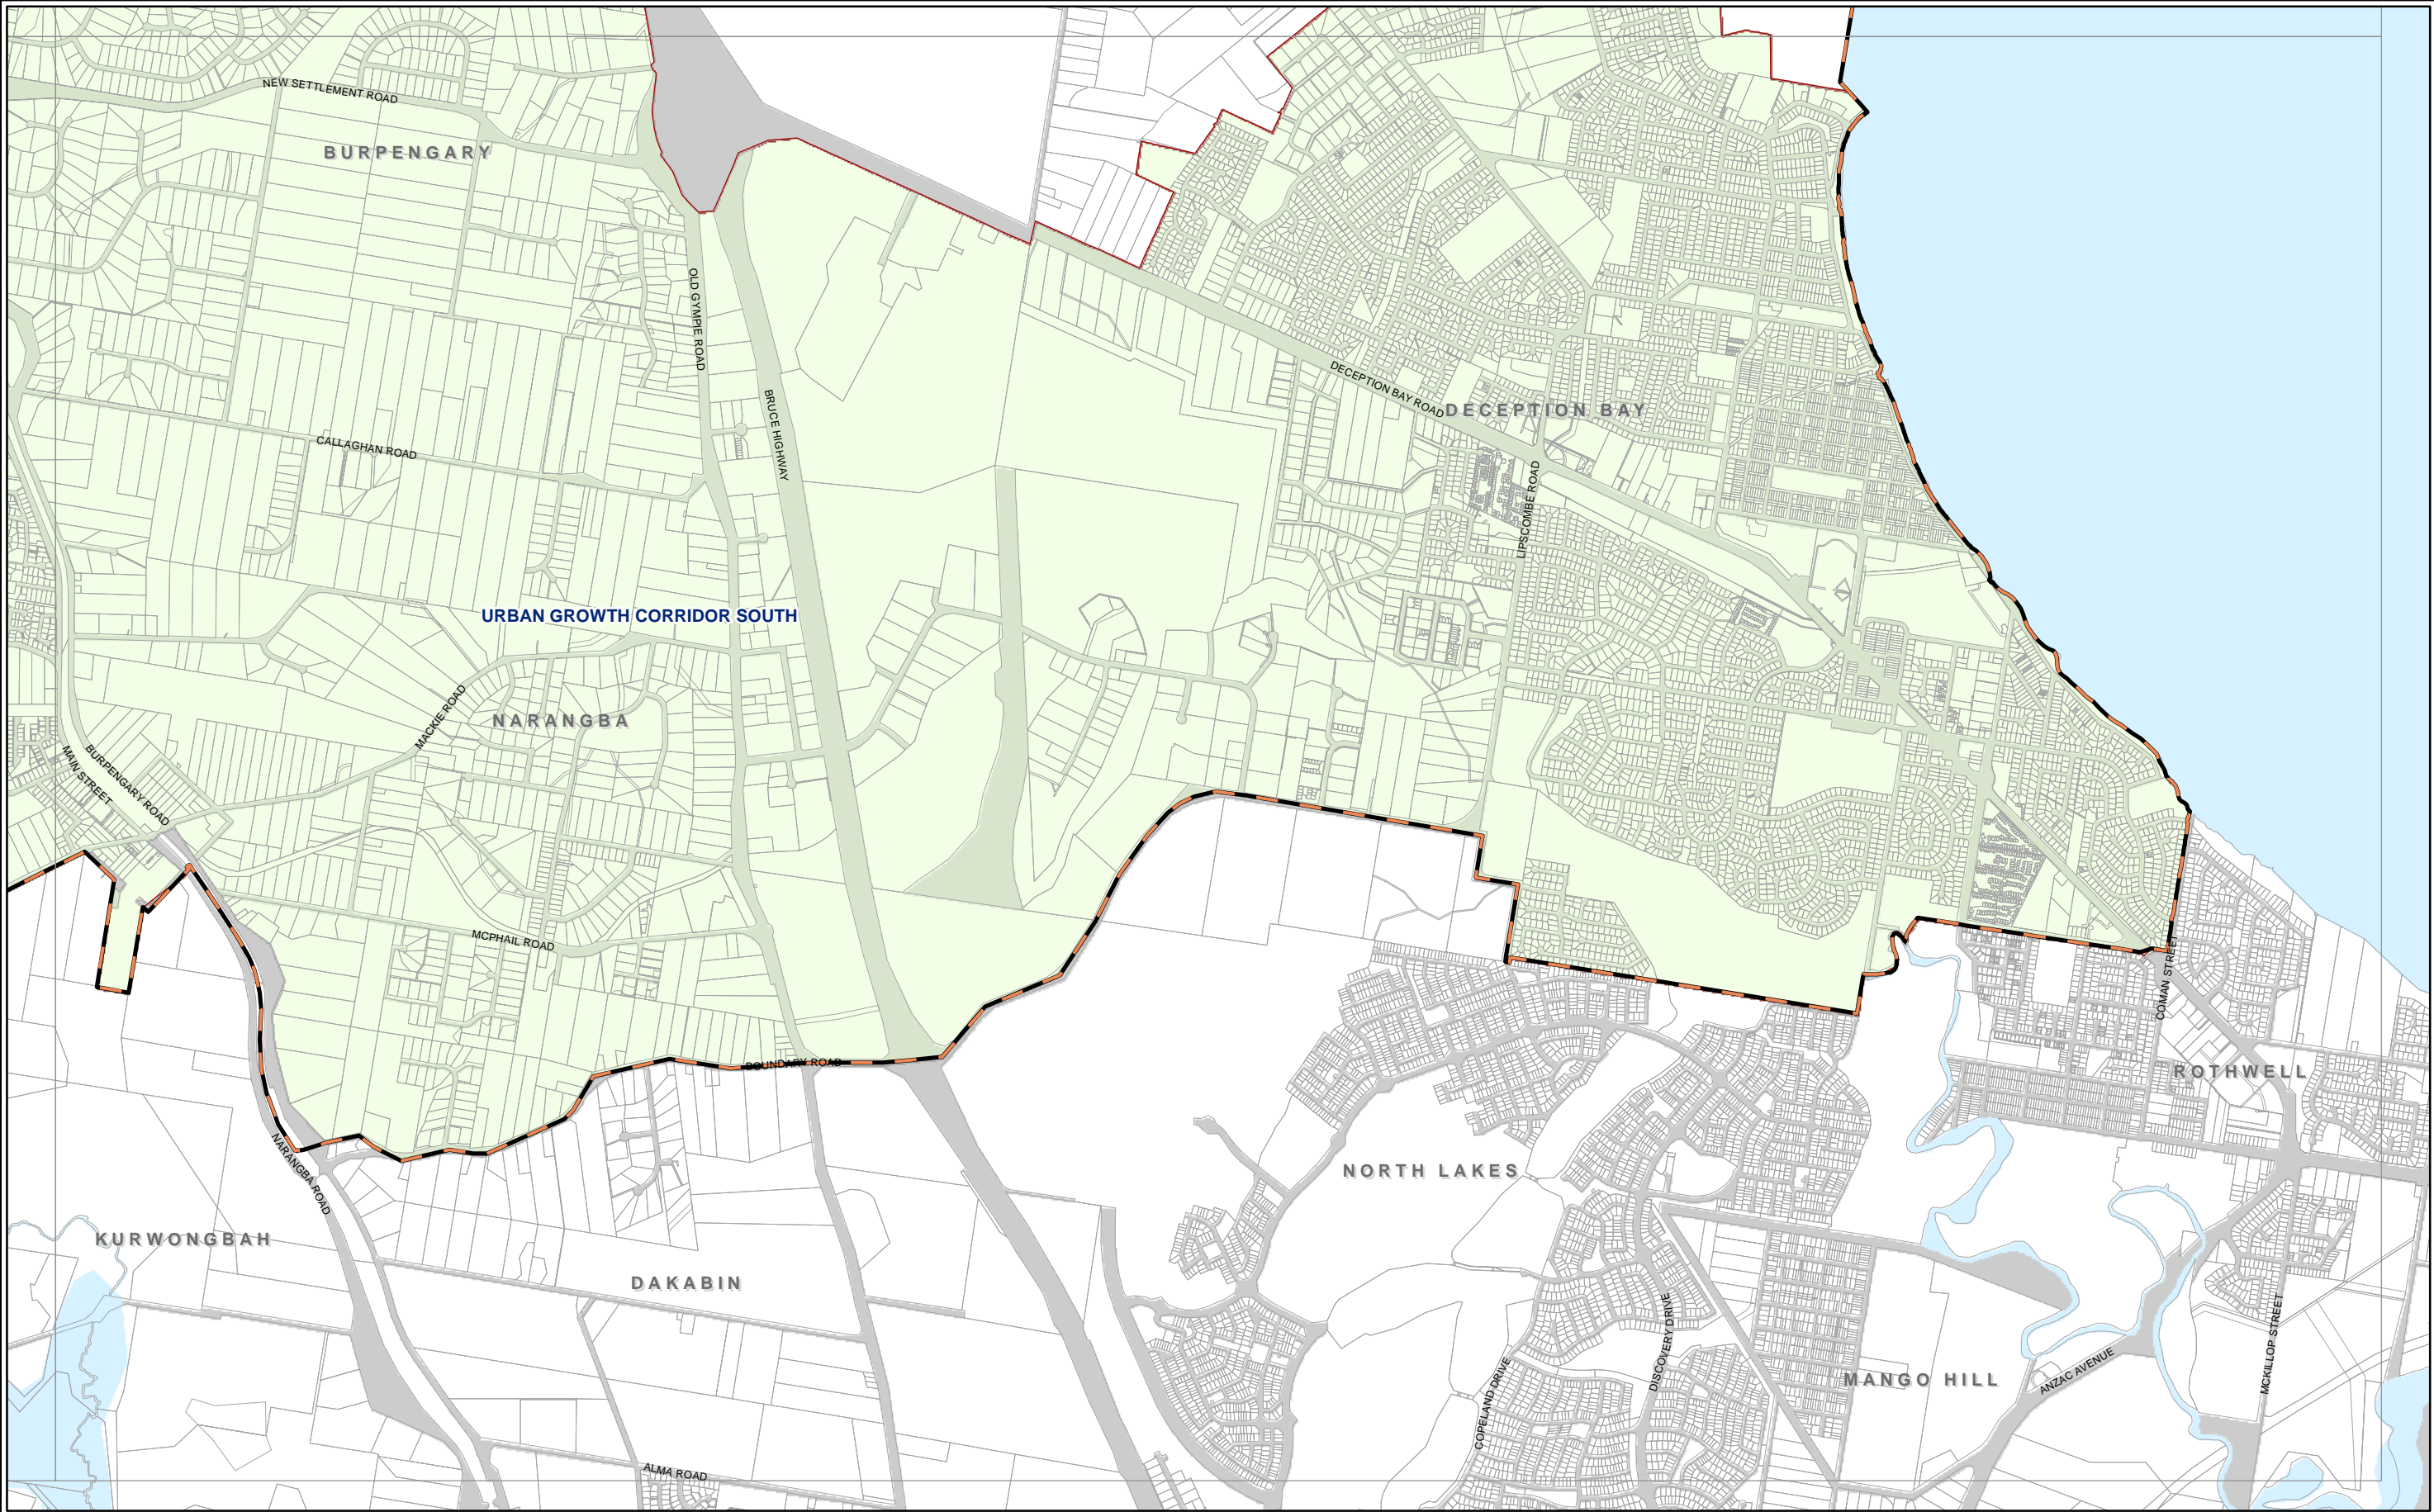 NEW SETTLEMENT ROAD
BURPENGARY
OLD GYMPIE ROAD
BRUCE HIGHWAY
DECEPTION BAY ROAD
DECEPTION BAY
CALLAGHAN ROAD
LIPSCOMBE ROAD
URBAN GROWTH CORRIDOR SOUTH
MACKIE ROAD
NARANGBA
BURPENGARY ROAD
MAIN STREET
MCPHAIL ROAD
COMAN STREET
BOUNDARY ROAD
ROTHWELL
NARANGBA ROAD
NORTH LAKES
KURWONGBAH
DAKABIN
DISCOVERY DRIVE
MCKILLOP STREET
COPELAND DRIVE
MANGO HILL
ANZAC AVENUE
ALMA ROAD